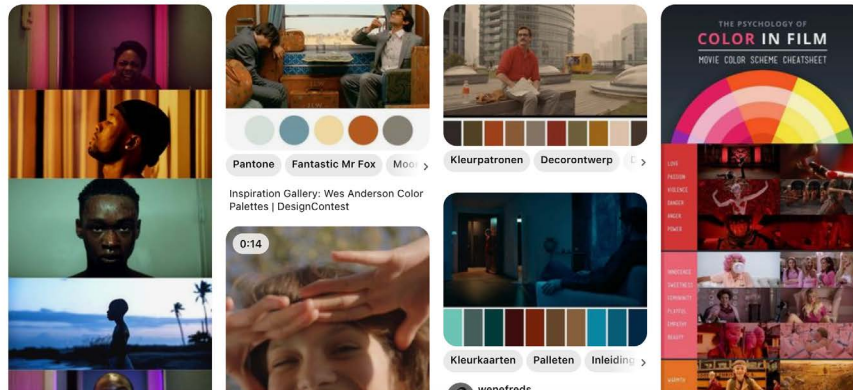 Pantone
Fantastic Mr Fox
Inspiration Gallery: Wes Anderson Color
Palettes | DesignContest
0:14
Kleurpatronen
Decorontwerp
Kleurkaarten
Palleten
Inleiding
wenefreds
THE PSYCHOLOGY OF
COLOR IN FILM
MOVIE COLOR SCHEME CHEATSHEET
LOVE
PASSION
VIOLENCE
DANGER
ANGER
POWER
INNOCENCE
SWEETNESS
FEMININITY
PLAYFUL
EMPATHY
BEAUTY
WARMTH